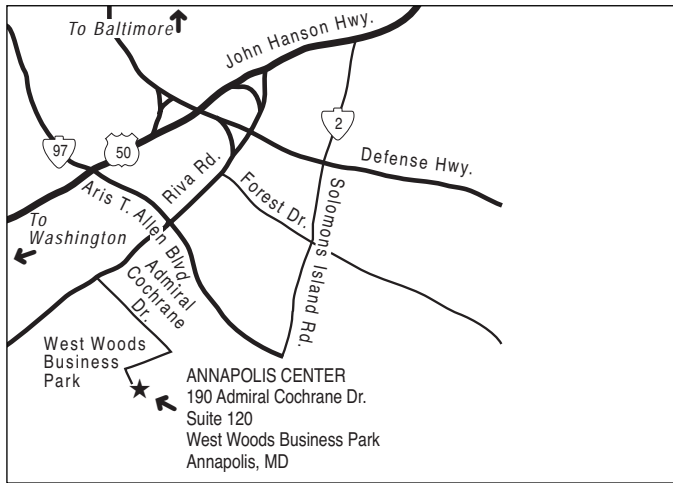 To Baltimore
John Hanson Hwy.
2
97
50
Defense Hwy.
Riva Rd.
Aris T. Allen Blvd.
Forest Dr.
Solomons Island Rd.
To
Washington
Admiral
Cochrane
Dr.
West Woods
Business
Park
ANNAPOLIS CENTER
190 Admiral Cochrane Dr.
Suite 120
West Woods Business Park
Annapolis, MD